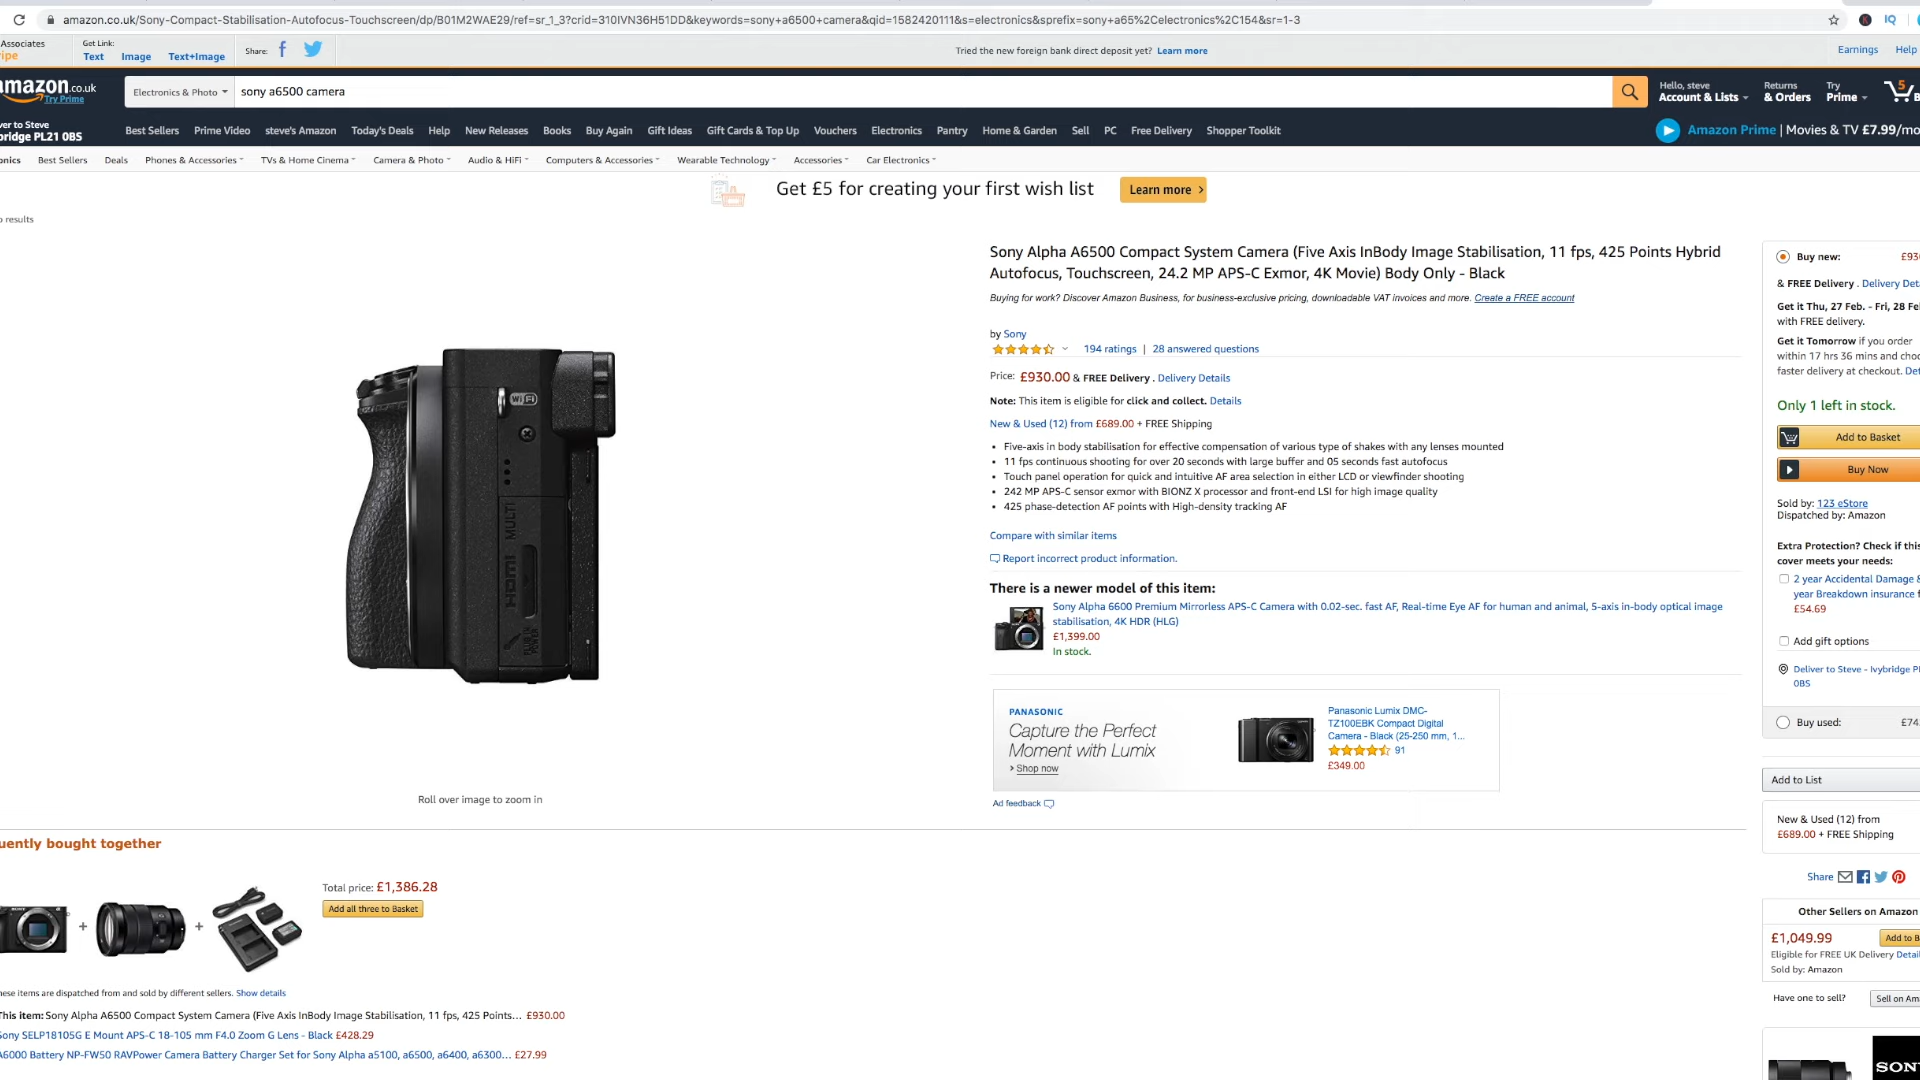 amazon.co.uk/Sony-Compact-Stabilisation-Autofocus-Touchscreen/dp/B01M2WAE29/ref=sr_1_3?crid=310IVN36H51DD&keywords=sony+a6500+camera&qid=1582420111&s=electronics&sprefix=sony+a65%2Celectronics%2C154&sr=1-3
IQ
Associates Get Link: Share: Tried the new foreign bank direct deposit yet? Learn more Earnings Help
ripe Text Image Text+Image
amazon.co.uk Electronics & Photo sony a6500 camera Hello, steve Returns Try 5
Try Prime Account & Lists & Orders Prime B
ver to Steve
bridge PL21 0BS Best Sellers Prime Video steve's Amazon Today's Deals Help New Releases Books Buy Again Gift Ideas Gift Cards & Top Up Vouchers Electronics Pantry Home & Garden Sell PC Free Delivery Shopper Toolkit Amazon Prime | Movies & TV £7.99/mo
onics Best Sellers Deals Phones & Accessories TVs & Home Cinema Camera & Photo Audio & HiFi Computers & Accessories Wearable Technology Accessories Car Electronics
Get £5 for creating your first wish list Learn more
o results
Sony Alpha A6500 Compact System Camera (Five Axis InBody Image Stabilisation, 11 fps, 425 Points Hybrid
Autofocus, Touchscreen, 24.2 MP APS-C Exmor, 4K Movie) Body Only - Black
Buying for work? Discover Amazon Business, for business-exclusive pricing, downloadable VAT invoices and more. Create a FREE account
by Sony
194 ratings | 28 answered questions
Price: £930.00 & FREE Delivery . Delivery Details
Note: This item is eligible for click and collect. Details
New & Used (12) from £689.00 + FREE Shipping
• Five-axis in body stabilisation for effective compensation of various type of shakes with any lenses mounted
• 11 fps continuous shooting for over 20 seconds with large buffer and 05 seconds fast autofocus
• Touch panel operation for quick and intuitive AF area selection in either LCD or viewfinder shooting
• 242 MP APS-C sensor exmor with BIONZ X processor and front-end LSI for high image quality
• 425 phase-detection AF points with High-density tracking AF
Compare with similar items
Report incorrect product information.
There is a newer model of this item:
Sony Alpha 6600 Premium Mirrorless APS-C Camera with 0.02-sec. fast AF, Real-time Eye AF for human and animal, 5-axis in-body optical image
stabilisation, 4K HDR (HLG)
£1,399.00
In stock.
PANASONIC
Capture the Perfect
Moment with Lumix
Shop now
Panasonic Lumix DMC-
TZ100EBK Compact Digital
Camera - Black (25-250 mm, 1...
91
£349.00
Ad feedback
Wi Fi
MULTI
HDMI
Roll over image to zoom in
Buy new: £93
& FREE Delivery . Delivery Det
Get it Thu, 27 Feb. - Fri, 28 Fe
with FREE delivery.
Get it Tomorrow if you order
within 17 hrs 36 mins and cho
faster delivery at checkout. De
Only 1 left in stock.
Add to Basket
Buy Now
Sold by: 123 eStore
Dispatched by: Amazon
Extra Protection? Check if this
cover meets your needs:
2 year Accidental Damage &
year Breakdown insurance f
£54.69
Add gift options
Deliver to Steve - Ivybridge P
0BS
Buy used: £74
Add to List
New & Used (12) from
£689.00 + FREE Shipping
Share
Other Sellers on Amazon
£1,049.99 Add to B
Eligible for FREE UK Delivery Detai
Sold by: Amazon
Have one to sell? Sell on Am
SON
uently bought together
Total price: £1,386.28
Add all three to Basket
+ +
hese items are dispatched from and sold by different sellers. Show details
This item: Sony Alpha A6500 Compact System Camera (Five Axis InBody Image Stabilisation, 11 fps, 425 Points... £930.00
Sony SELP18105G E Mount APS-C 18-105 mm F4.0 Zoom G Lens - Black £428.29
A6000 Battery NP-FW50 RAVPower Camera Battery Charger Set for Sony Alpha a5100, a6500, a6400, a6300... £27.99